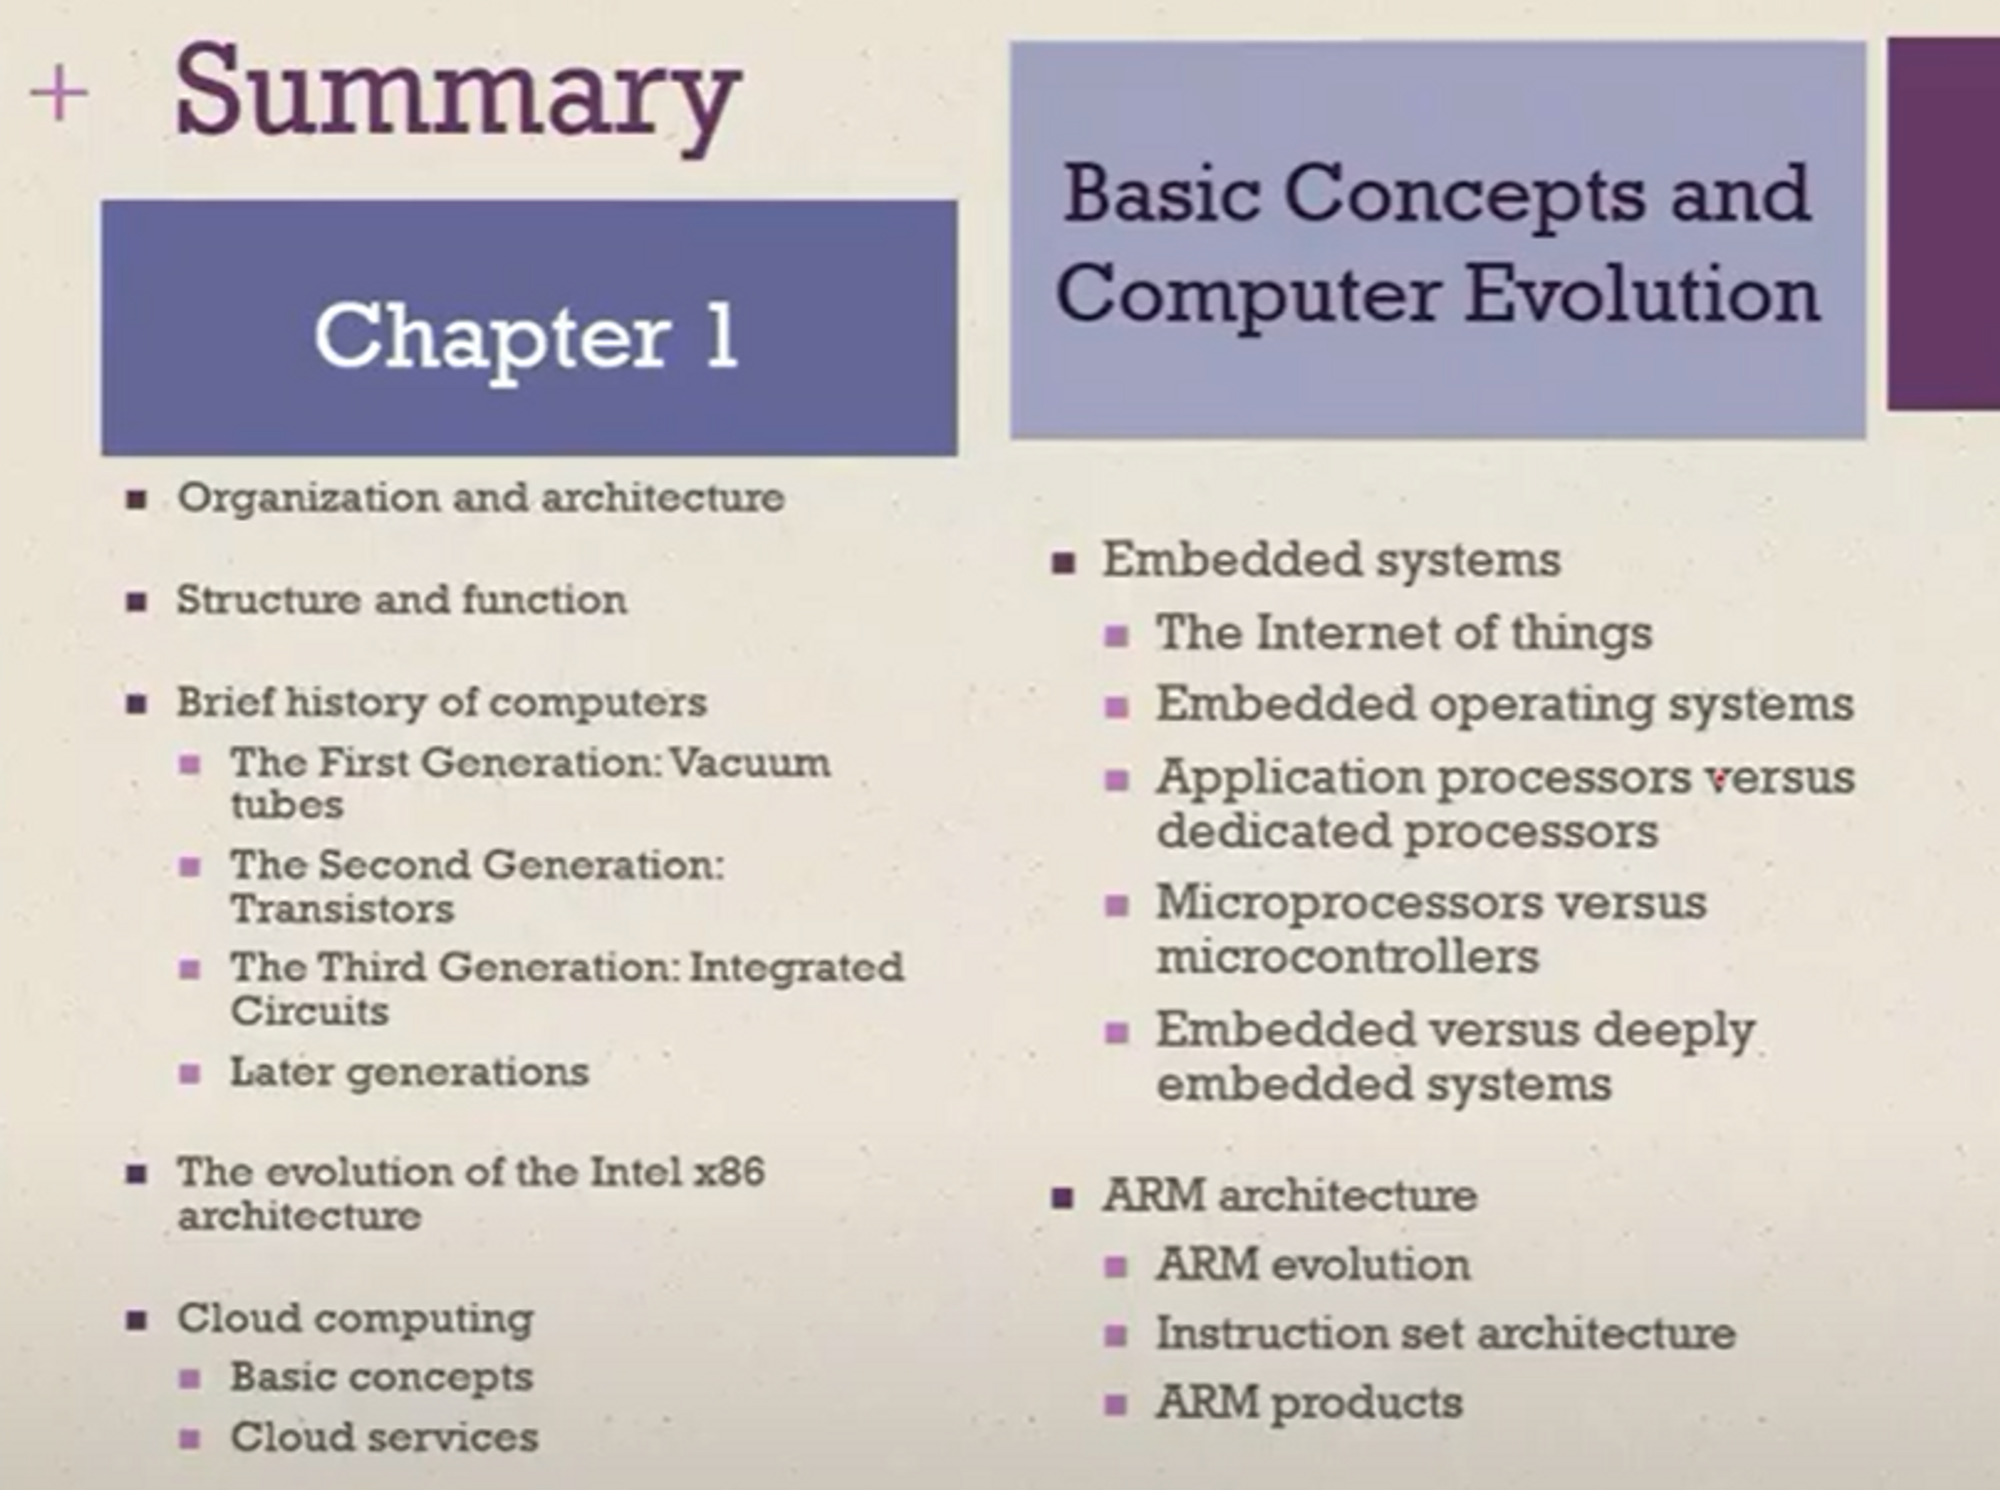 + Summary
Chapter 1
Basic Concepts and
Computer Evolution
Organization and architecture
Structure and function
Brief history of computers
The First Generation: Vacuum
tubes
The Second Generation:
Transistors
The Third Generation: Integrated
Circuits
Later generations
The evolution of the Intel x86
architecture
Cloud computing
Basic concepts
Cloud services
Embedded systems
The Internet of things
Embedded operating systems
Application processors versus
dedicated processors
Microprocessors versus
microcontrollers
Embedded versus deeply
embedded systems
ARM architecture
ARM evolution
Instruction set architecture
ARM products